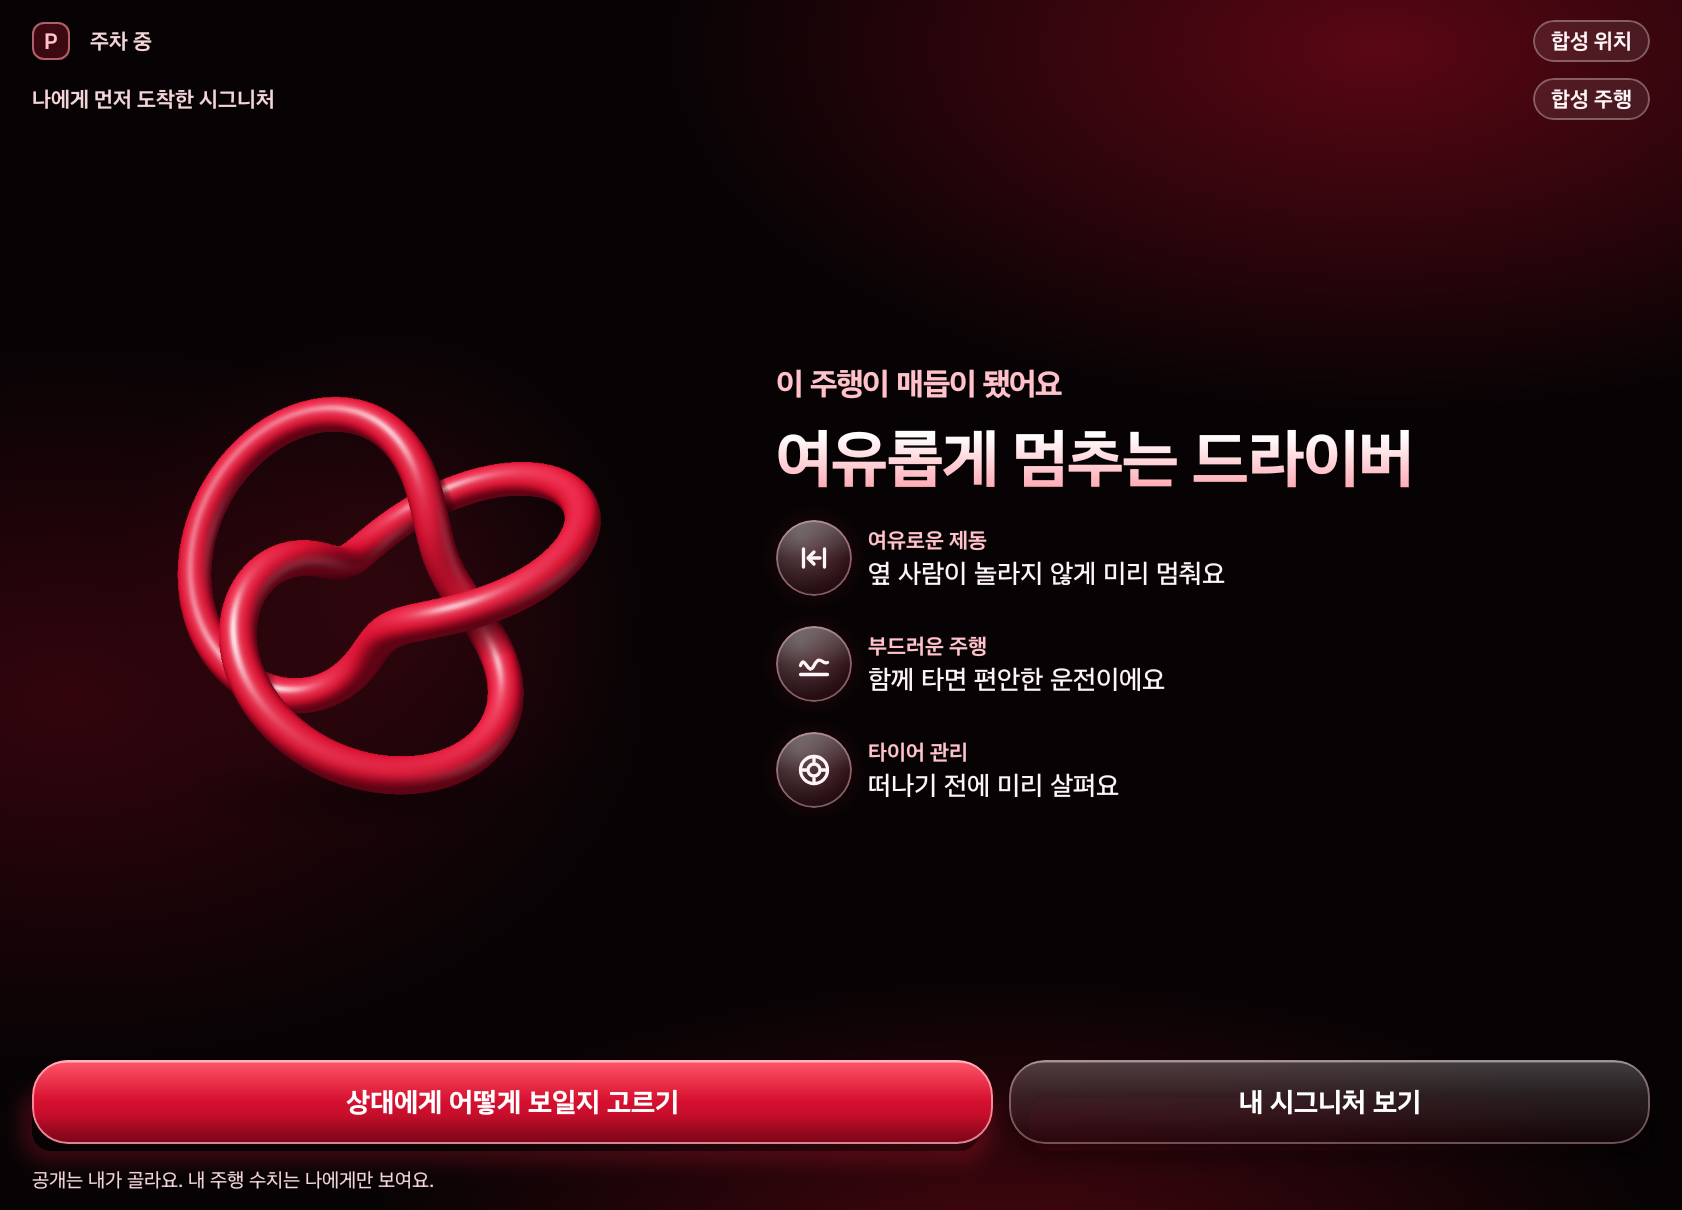 P 주차 중
합성 위치
나에게 먼저 도착한 시그니처
합성 주행
이 주행이 매듭이 됐어요
여유롭게 멈추는 드라이버
여유로운 제동
옆 사람이 놀라지 않게 미리 멈춰요
부드러운 주행
함께 타면 편안한 운전이에요
타이어 관리
떠나기 전에 미리 살펴요
상대에게 어떻게 보일지 고르기
내 시그니처 보기
공개는 내가 골라요. 내 주행 수치는 나에게만 보여요.